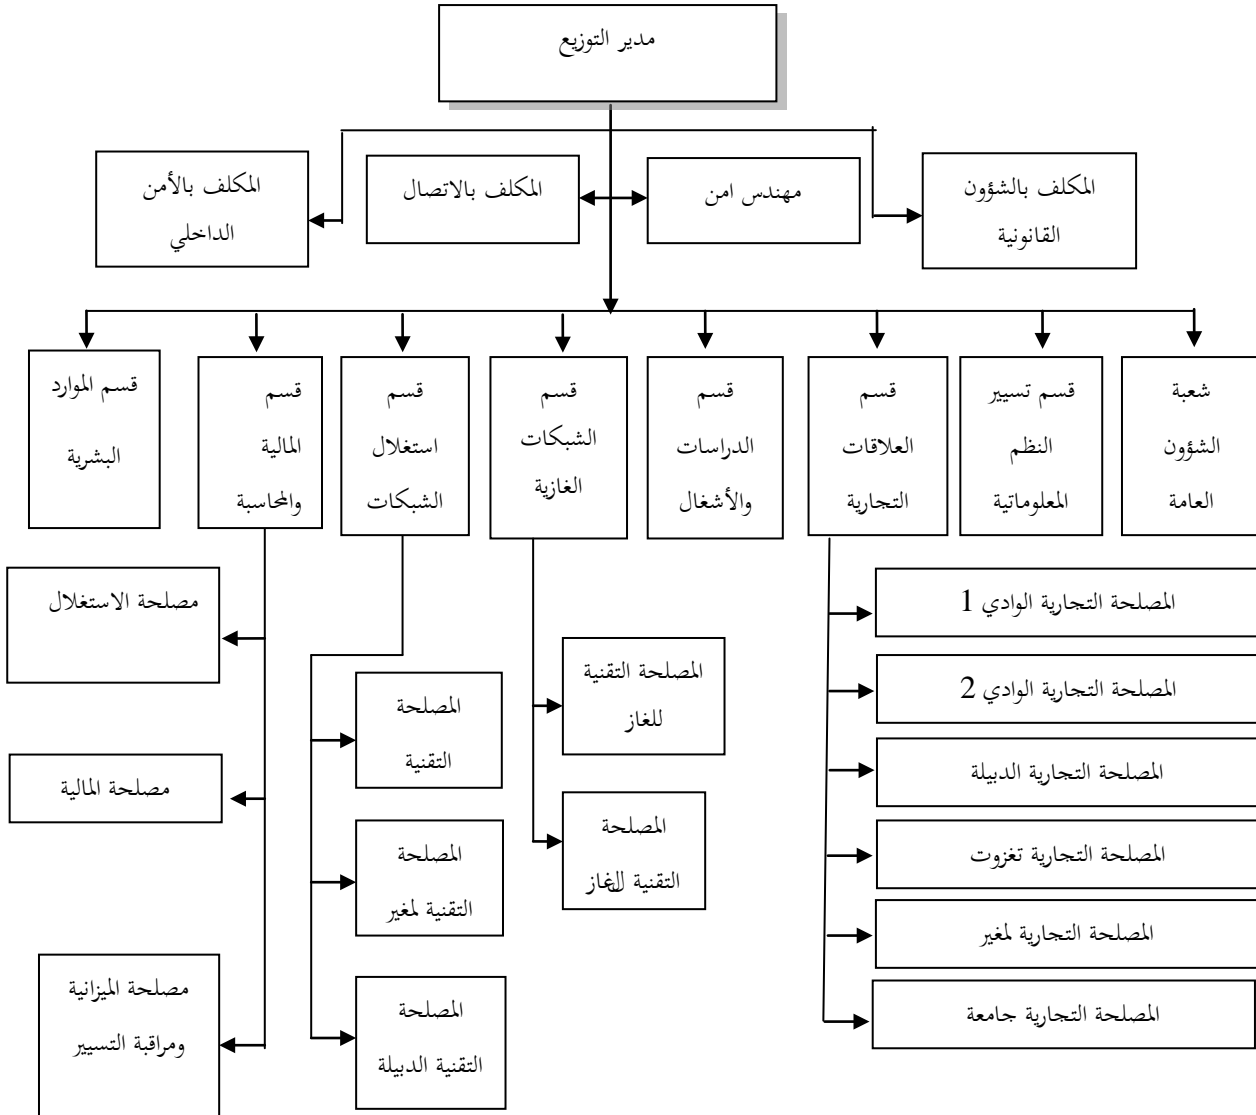 مدير التوزيع
المكلف بالشؤون
القانونية
مهندس امن
المكلف بالاتصال
المكلف بالأمن
الداخلي
شعبة
الشؤون
العامة
قسم تسيير
النظم
المعلوماتية
قسم
العلاقات
التجارية
قسم
الدراسات
والأشغال
قسم
الشبكات
الغازية
قسم
استغلال
الشبكات
قسم
المالية
والمحاسبة
قسم الموارد
البشرية
المصلحة التجارية الوادي 1
المصلحة التجارية الوادي 2
المصلحة التجارية الدبيلة
المصلحة التجارية تغزوت
المصلحة التجارية لمغير
المصلحة التجارية جامعة
المصلحة التقنية
للغاز
المصلحة
التقنية للغاز
المصلحة
التقنية
المصلحة
التقنية لمغير
المصلحة
التقنية الدبيلة
مصلحة الاستغلال
مصلحة المالية
مصلحة الميزانية
ومراقبة التسيير